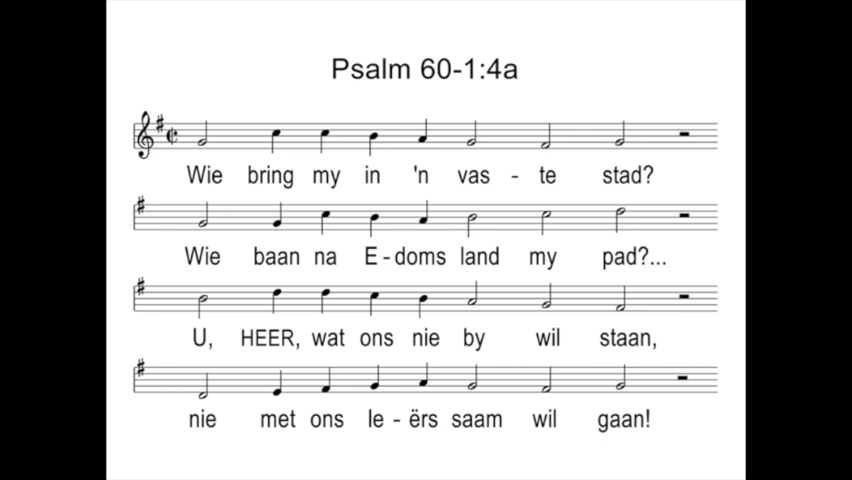 Psalm 60-1:4a
Wie bring my in 'n vas - te stad?
Wie baan na E - doms land my pad?...
U, HEER, wat ons nie by wil staan,
nie met ons le - ërs saam wil gaan!